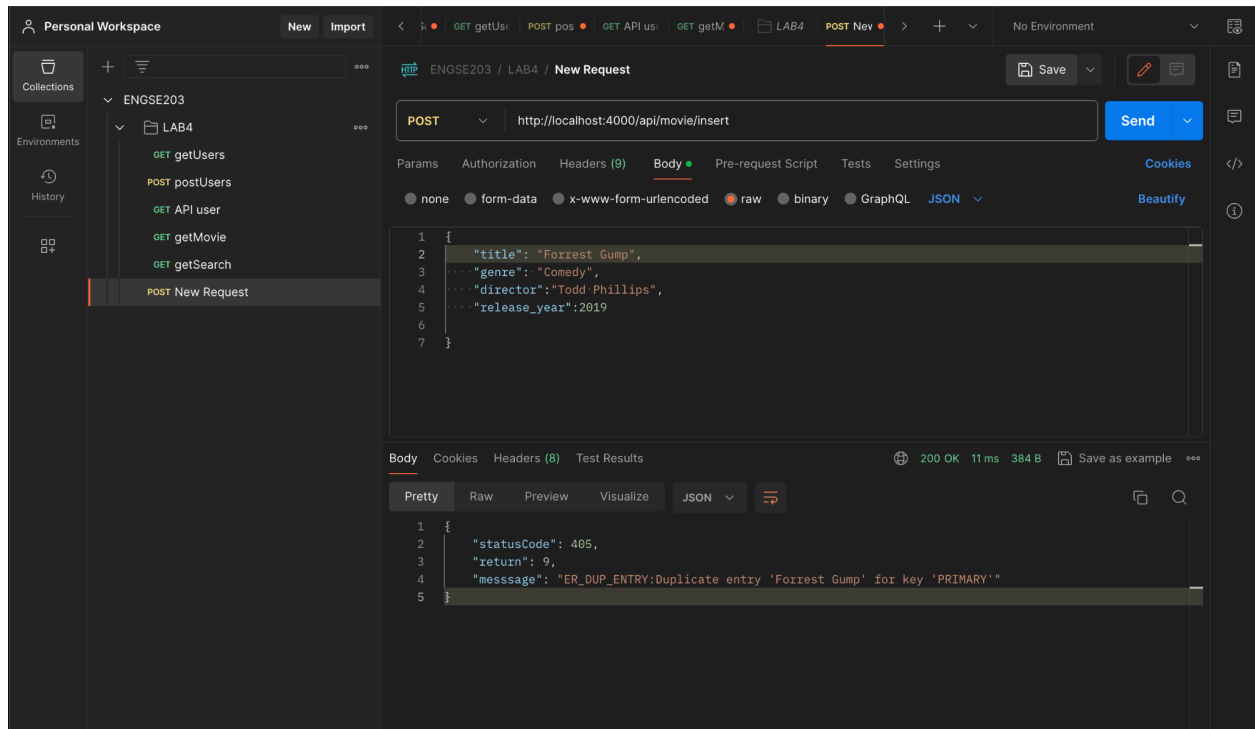 Personal Workspace
New Import
GET getUse POST pos GET API us GET getM LAB4 POST Nev
No Environment
Collections
Environments
History
ENGSE203
LAB4
GET getUsers
POST postUsers
GET API user
GET getMovie
GET getSearch
POST New Request
HTTP ENGSE203 / LAB4 / New Request
Save
POST http://localhost:4000/api/movie/insert
Send
Params Authorization Headers (9) Body Pre-request Script Tests Settings Cookies
none form-data x-www-form-urlencoded raw binary GraphQL JSON Beautify
1 {
2 "title": "Forrest Gump",
3 "genre": "Comedy",
4 "director":"Todd Phillips",
5 "release_year":2019
6
7 }
Body Cookies Headers (8) Test Results
200 OK 11 ms 384 B Save as example
Pretty Raw Preview Visualize JSON
1 {
2 "statusCode": 405,
3 "return": 9,
4 "messsage": "ER_DUP_ENTRY:Duplicate entry 'Forrest Gump' for key 'PRIMARY'"
5 }